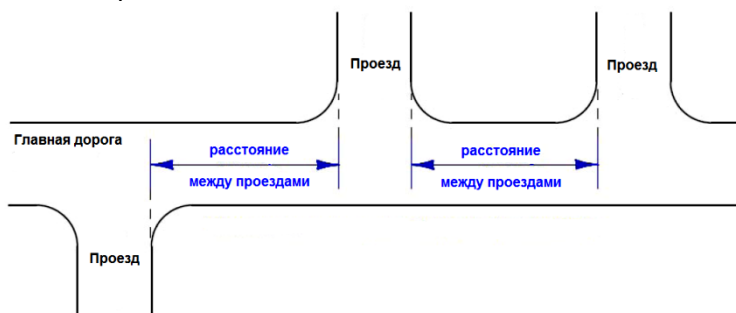 Проезд
Проезд
Главная дорога
расстояние
между проездами
расстояние
между проездами
Проезд